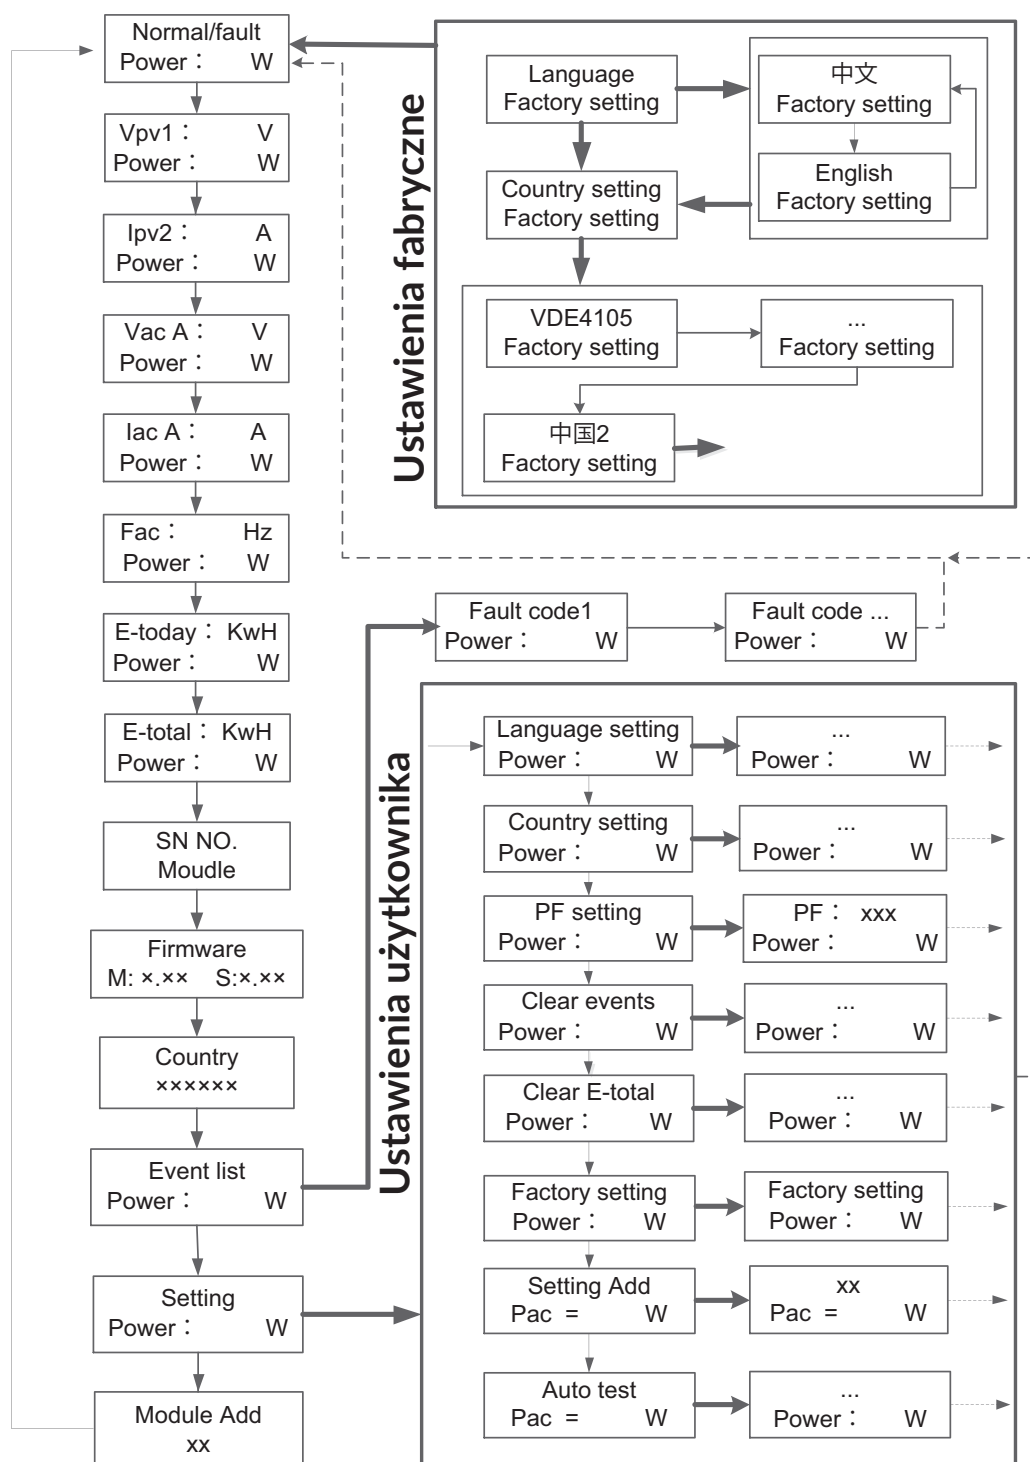 Normal/fault
Power： W
Vpv1： V
Power： W
Ipv2： A
Power： W
Vac A： V
Power： W
Iac A： A
Power： W
Fac： Hz
Power： W
E-today： KwH
Power： W
E-total： KwH
Power： W
SN NO.
Moudle
Firmware
M: ×.×× S:×.××
Country
××××××
Event list
Power： W
Setting
Power： W
Module Add
xx
Ustawienia fabryczne
Language
Factory setting
中文
Factory setting
English
Factory setting
Country setting
Factory setting
VDE4105
Factory setting
...
Factory setting
中国2
Factory setting
Fault code1
Power： W
Fault code ...
Power： W
Ustawienia użytkownika
Language setting
Power： W
...
Power： W
Country setting
Power： W
...
Power： W
PF setting
Power： W
PF： xxx
Power： W
Clear events
Power： W
...
Power： W
Clear E-total
Power： W
...
Power： W
Factory setting
Power： W
Factory setting
Power： W
Setting Add
Pac = W
xx
Pac = W
Auto test
Pac = W
...
Power： W